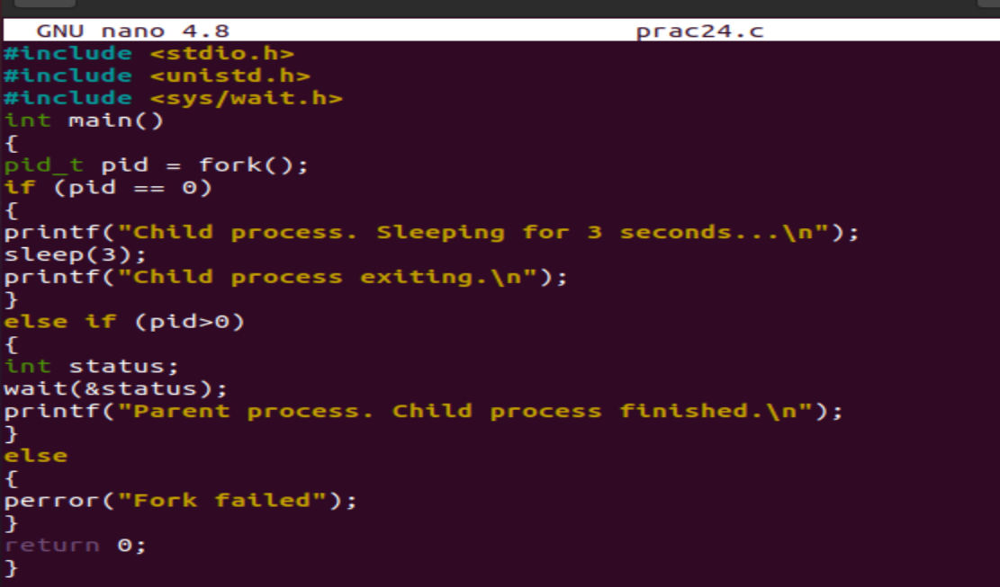 GNU nano 4.8 prac24.c
#include <stdio.h>
#include <unistd.h>
#include <sys/wait.h>
int main()
{
pid_t pid = fork();
if (pid == 0)
{
printf("Child process. Sleeping for 3 seconds...\n");
sleep(3);
printf("Child process exiting.\n");
}
else if (pid>0)
{
int status;
wait(&status);
printf("Parent process. Child process finished.\n");
}
else
{
perror("Fork failed");
}
return 0;
}